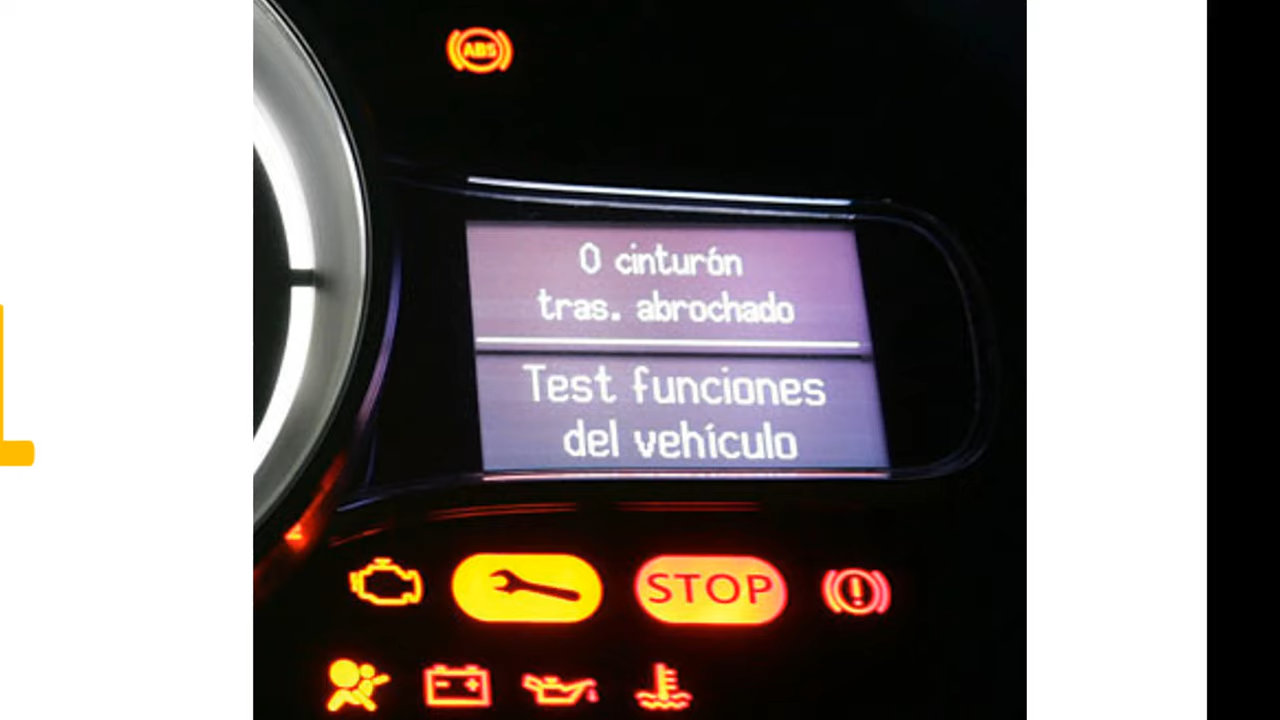 ABS
0 cinturón
tras. abrochado
Test funciones
del vehículo
STOP